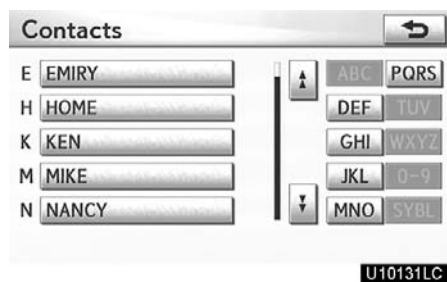 Contacts
E EMIRY ABC PQRS
H HOME DEF TUV
K KEN GHI WXYZ
M MIKE JKL 0-9
N NANCY MNO SYBL
U10131LC